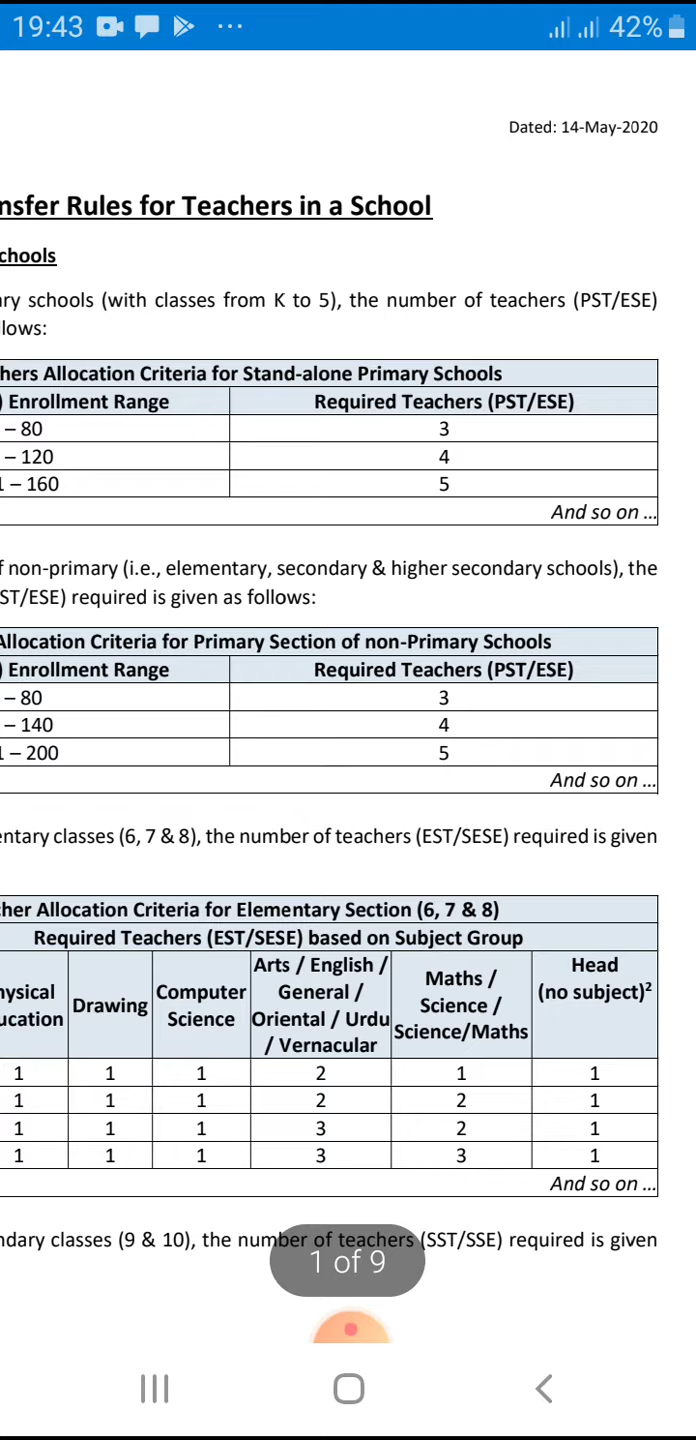 19:43 ... 42%
Dated: 14-May-2020
nsfer Rules for Teachers in a School
chools
ary schools (with classes from K to 5), the number of teachers (PST/ESE)
llows:
hers Allocation Criteria for Stand-alone Primary Schools
) Enrollment Range Required Teachers (PST/ESE)
– 80 3
– 120 4
1 – 160 5
And so on ...
f non-primary (i.e., elementary, secondary & higher secondary schools), the
ST/ESE) required is given as follows:
Allocation Criteria for Primary Section of non-Primary Schools
) Enrollment Range Required Teachers (PST/ESE)
– 80 3
– 140 4
1 – 200 5
And so on ...
entary classes (6, 7 & 8), the number of teachers (EST/SESE) required is given
cher Allocation Criteria for Elementary Section (6, 7 & 8)
Required Teachers (EST/SESE) based on Subject Group
hysical
ucation
Drawing
Computer
Science
Arts / English /
General /
Oriental / Urdu
/ Vernacular
Maths /
Science /
Science/Maths
Head
(no subject)²
1 1 1 2 1 1
1 1 1 2 2 1
1 1 1 3 2 1
1 1 1 3 3 1
And so on ...
ndary classes (9 & 10), the number of teachers (SST/SSE) required is given
1 of 9